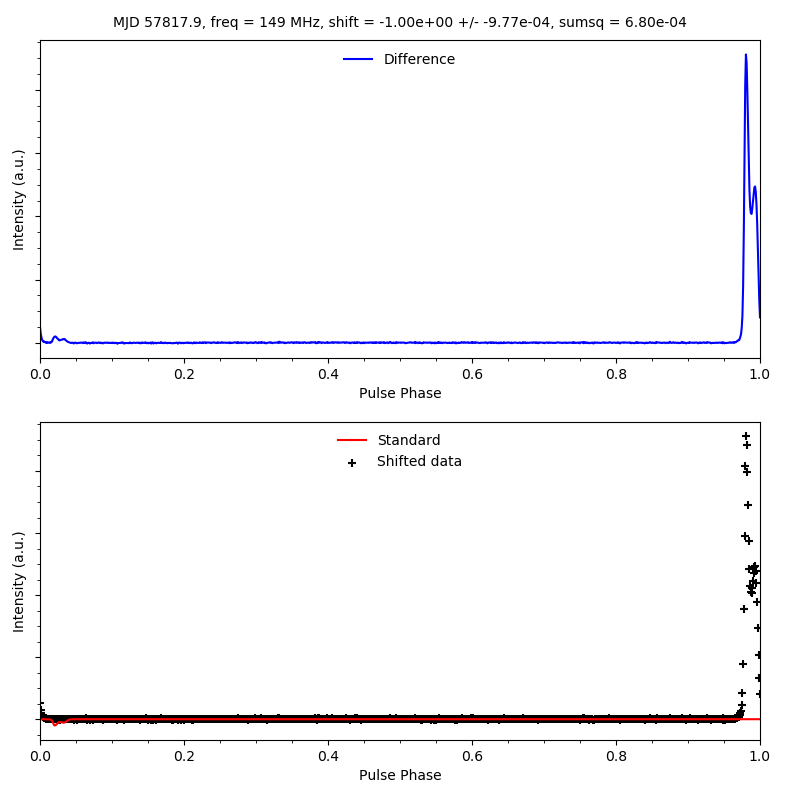 MJD 57817.9, freq = 149 MHz, shift = -1.00e+00 +/- -9.77e-04, sumsq = 6.80e-04
Difference
Intensity (a.u.)
0.0 0.2 0.4 0.6 0.8 1.0
Pulse Phase
Standard
Shifted data
Intensity (a.u.)
0.0 0.2 0.4 0.6 0.8 1.0
Pulse Phase